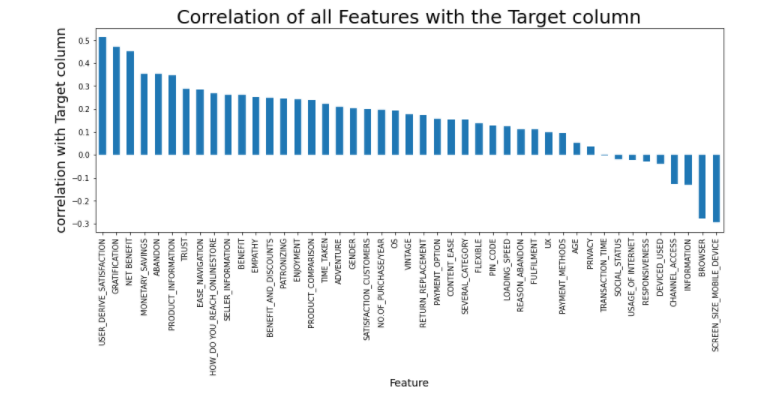 Correlation of all Features with the Target column
correlation with Target column
0.5
0.4
0.3
0.2
0.1
0.0
−0.1
−0.2
−0.3
USER_DERIVE_SATISFACTION
GRATIFICATION
NET BENEFIT
MONETARY_SAVINGS
ABANDON
PRODUCT_INFORMATION
TRUST
EASE_NAVIGATION
HOW_DO YOU_REACH_ONLINESTORE
SELLER_INFORMATION
BENEFIT
EMPATHY
BENEFIT_AND_DISCOUNTS
PATRONIZING
ENJOYMENT
PRODUCT_COMPARISON
TIME_TAKEN
ADVENTURE
GENDER
SATISFACTION_CUSTOMERS
NO.OF_PURCHASE/YEAR
OS
VINTAGE
RETURN_REPLACEMENT
PAYMENT_OPTION
CONTENT_EASE
SEVERAL_CATEGORY
FLEXIBLE
PIN_CODE
LOADING_SPEED
REASON_ABANDON
FULFILMENT
UX
PAYMENT_METHODS
AGE
PRIVACY
TRANSACTION_TIME
SOCIAL_STATUS
USAGE_OF_INTERNET
RESPONSIVENESS
DEVICED_USED
CHANNEL_ACCESS
INFORMATION
BROWSER
SCREEN_SIZE_MOBILE_DEVICE
Feature